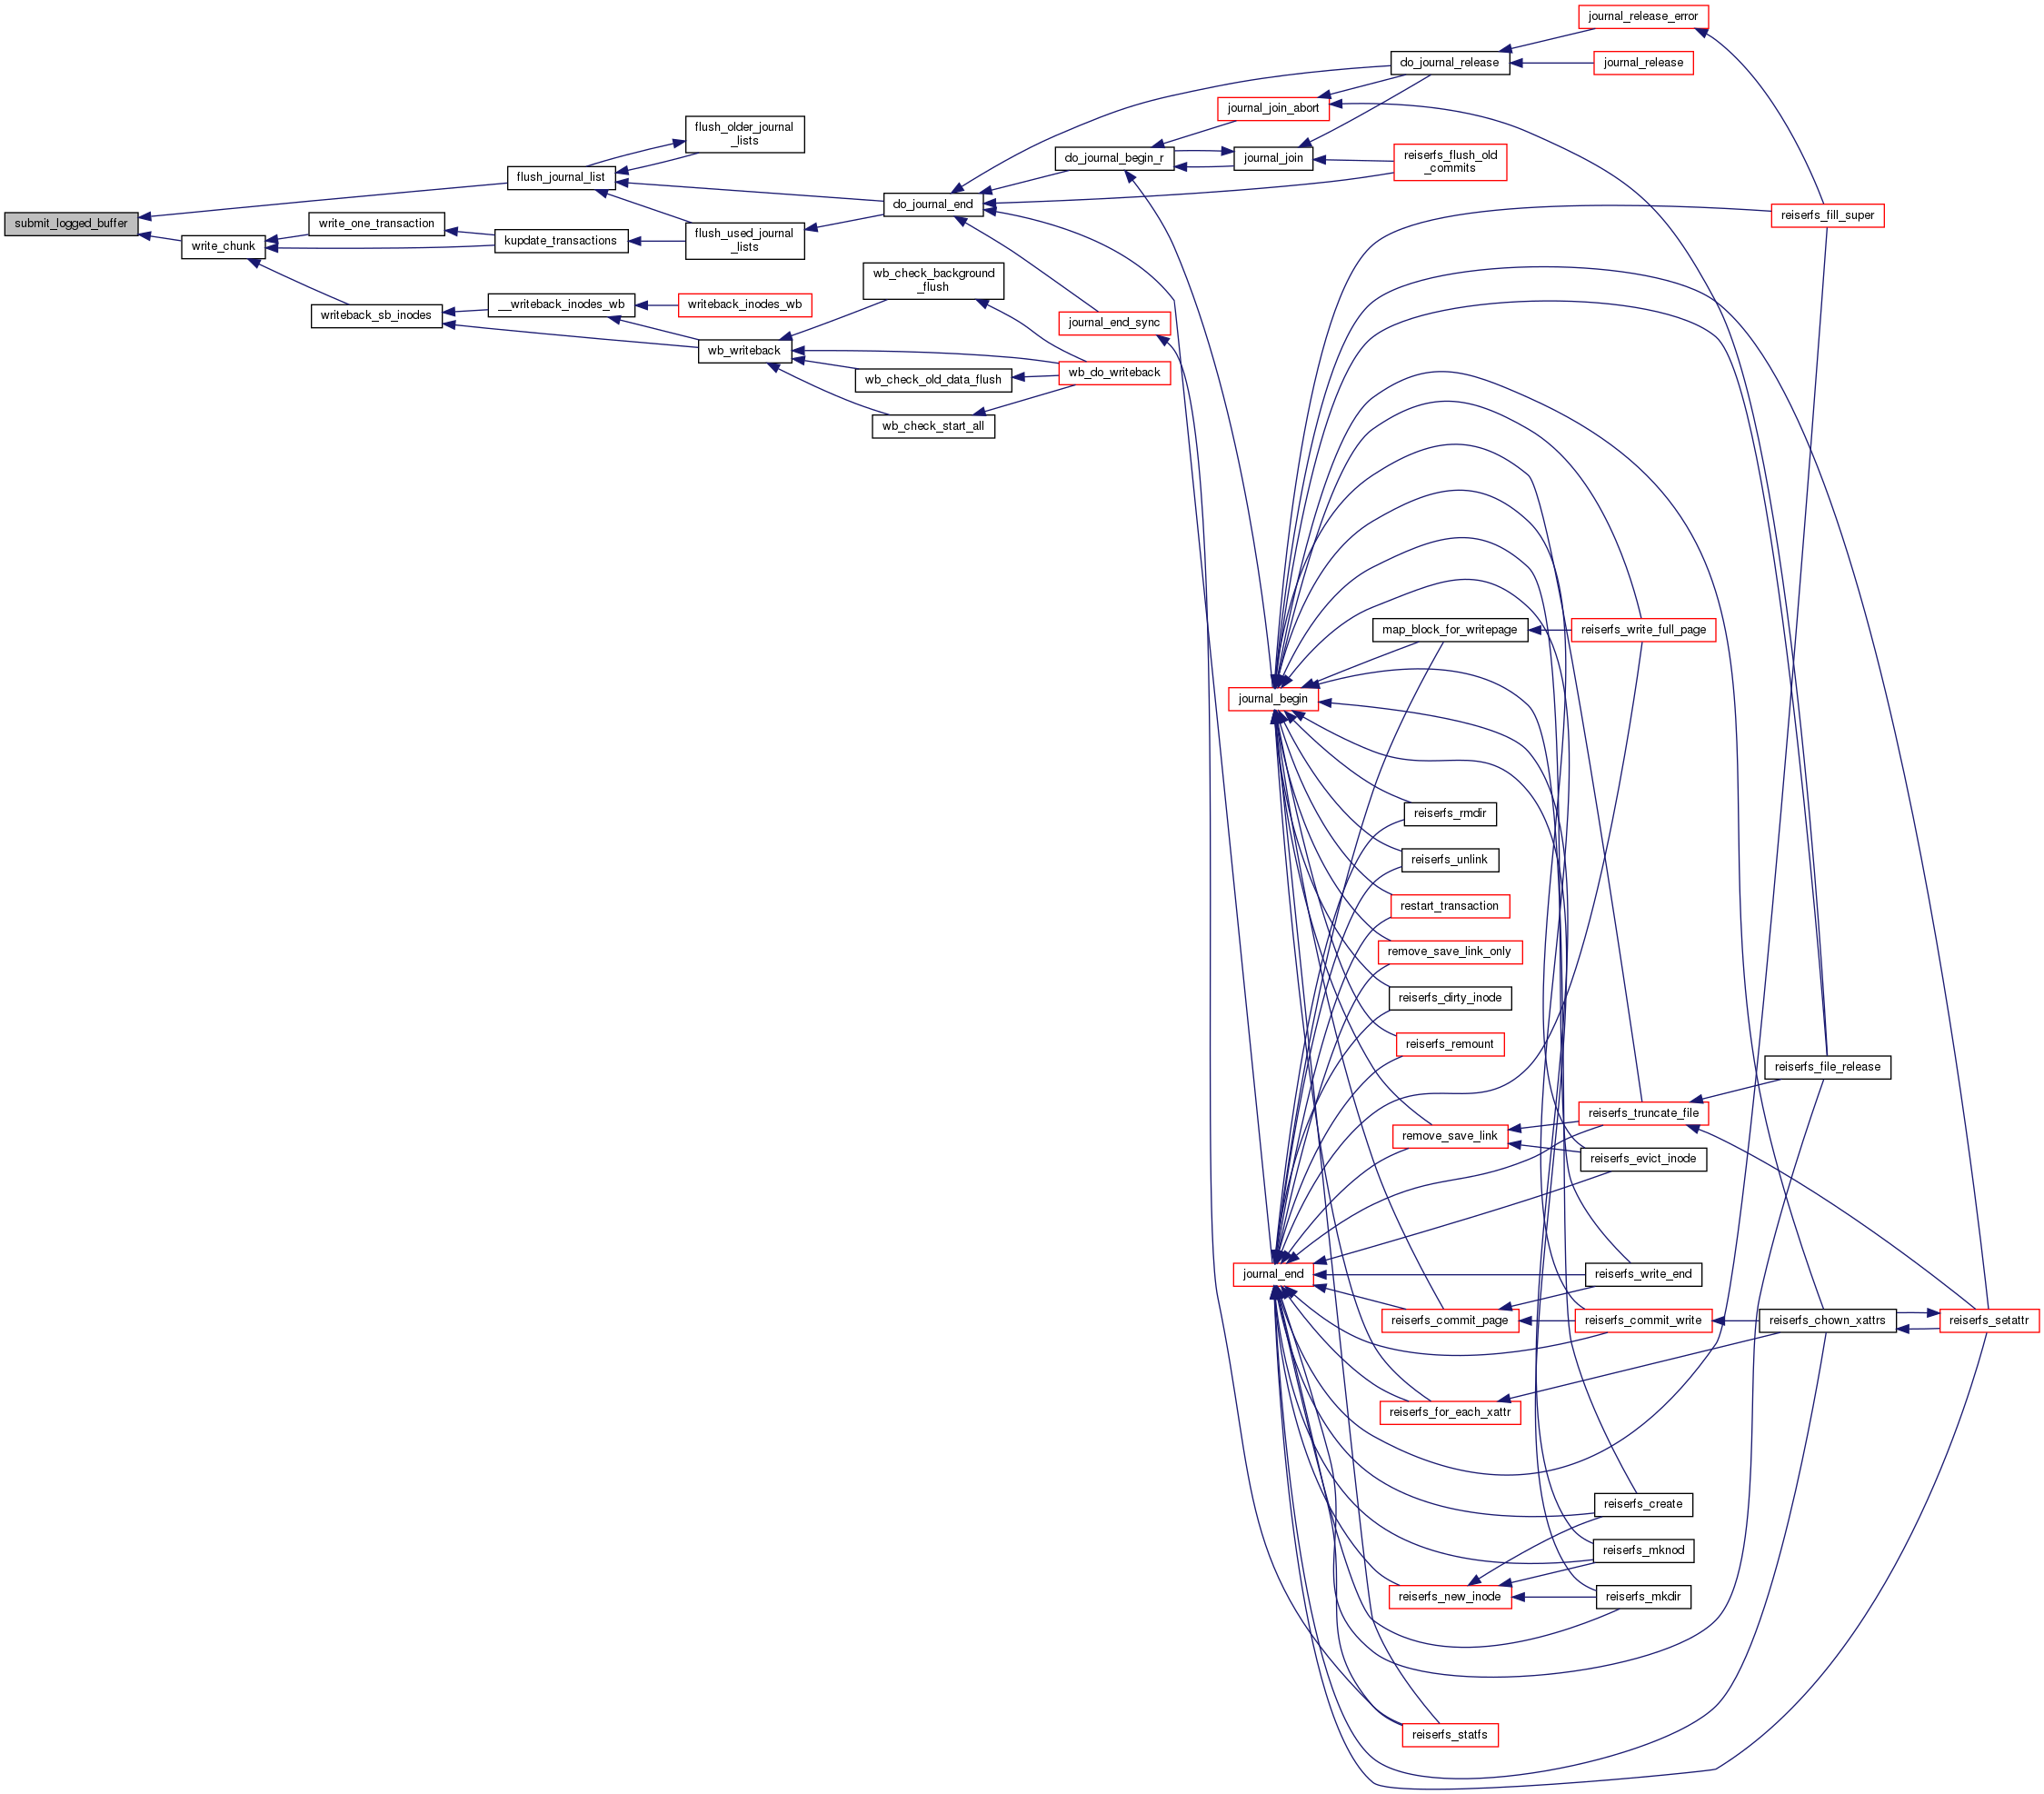 journal_release_error
do_journal_release
journal_release
journal_join_abort
flush_older_journal
_lists
do_journal_begin_r
journal_join
reiserfs_flush_old
_commits
flush_journal_list
do_journal_end
reiserfs_fill_super
submit_logged_buffer
write_one_transaction
write_chunk
kupdate_transactions
flush_used_journal
_lists
wb_check_background
_flush
__writeback_inodes_wb
writeback_inodes_wb
writeback_sb_inodes
journal_end_sync
wb_writeback
wb_do_writeback
wb_check_old_data_flush
wb_check_start_all
map_block_for_writepage
reiserfs_write_full_page
journal_begin
reiserfs_rmdir
reiserfs_unlink
restart_transaction
remove_save_link_only
reiserfs_dirty_inode
reiserfs_remount
reiserfs_file_release
reiserfs_truncate_file
remove_save_link
reiserfs_evict_inode
journal_end
reiserfs_write_end
reiserfs_commit_page
reiserfs_commit_write
reiserfs_chown_xattrs
reiserfs_setattr
reiserfs_for_each_xattr
reiserfs_create
reiserfs_mknod
reiserfs_new_inode
reiserfs_mkdir
reiserfs_statfs